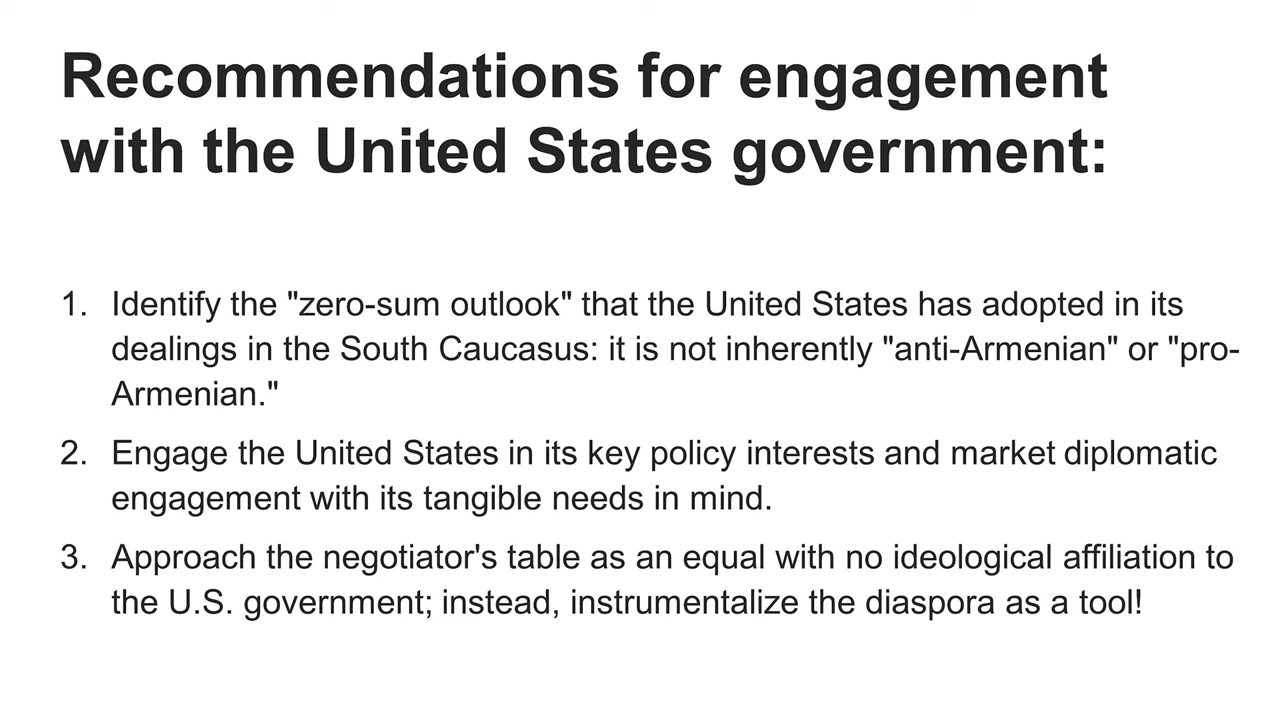 Recommendations for engagement
with the United States government:
1. Identify the "zero-sum outlook" that the United States has adopted in its
dealings in the South Caucasus: it is not inherently "anti-Armenian" or "pro-
Armenian."
2. Engage the United States in its key policy interests and market diplomatic
engagement with its tangible needs in mind.
3. Approach the negotiator's table as an equal with no ideological affiliation to
the U.S. government; instead, instrumentalize the diaspora as a tool!